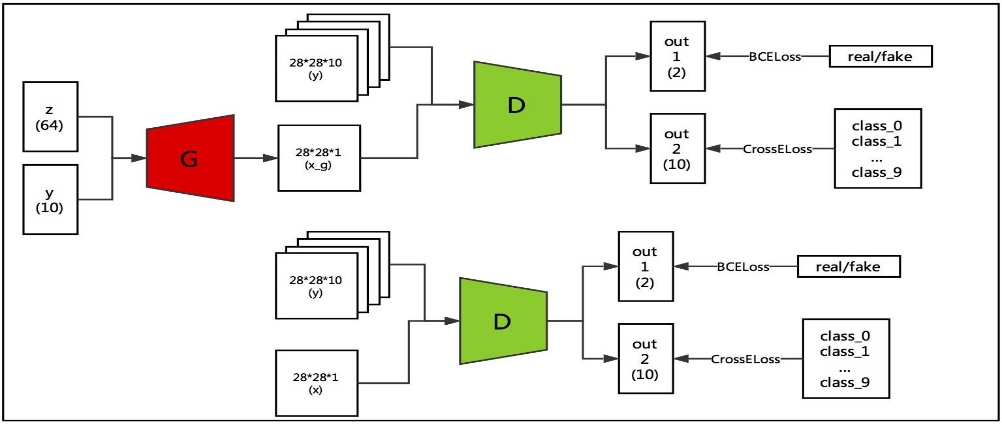 z
(64)
y
(10)
G
28*28*10
(y)
28*28*1
(x_g)
D
out
1
(2)
BCELoss
real/fake
out
2
(10)
CrossELoss
class_0
class_1
...
class_9
28*28*10
(y)
28*28*1
(x)
D
out
1
(2)
BCELoss
real/fake
out
2
(10)
CrossELoss
class_0
class_1
...
class_9